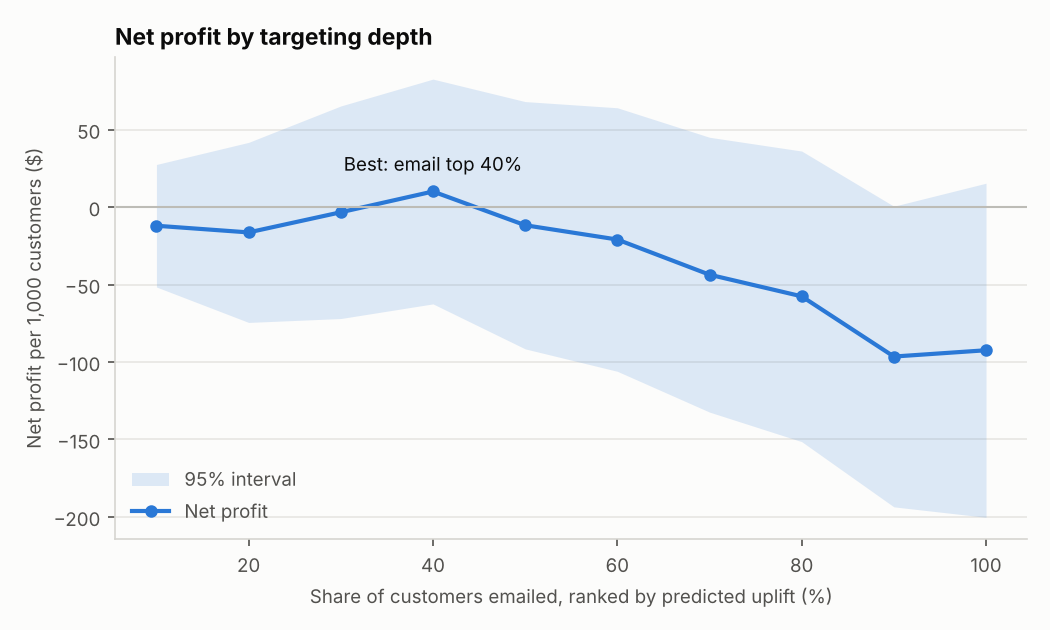 Net profit by targeting depth
Net profit per 1,000 customers ($)
50
0
−50
−100
−150
−200
Best: email top 40%
95% interval
Net profit
20 40 60 80 100
Share of customers emailed, ranked by predicted uplift (%)